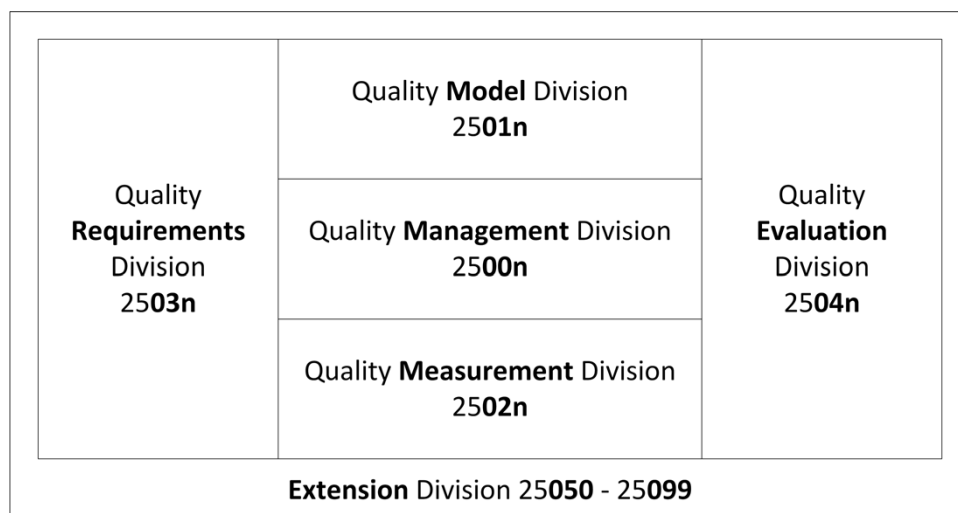 Quality
Requirements
Division
2503n
Quality Model Division
2501n
Quality Management Division
2500n
Quality Measurement Division
2502n
Quality
Evaluation
Division
2504n
Extension Division 25050 - 25099